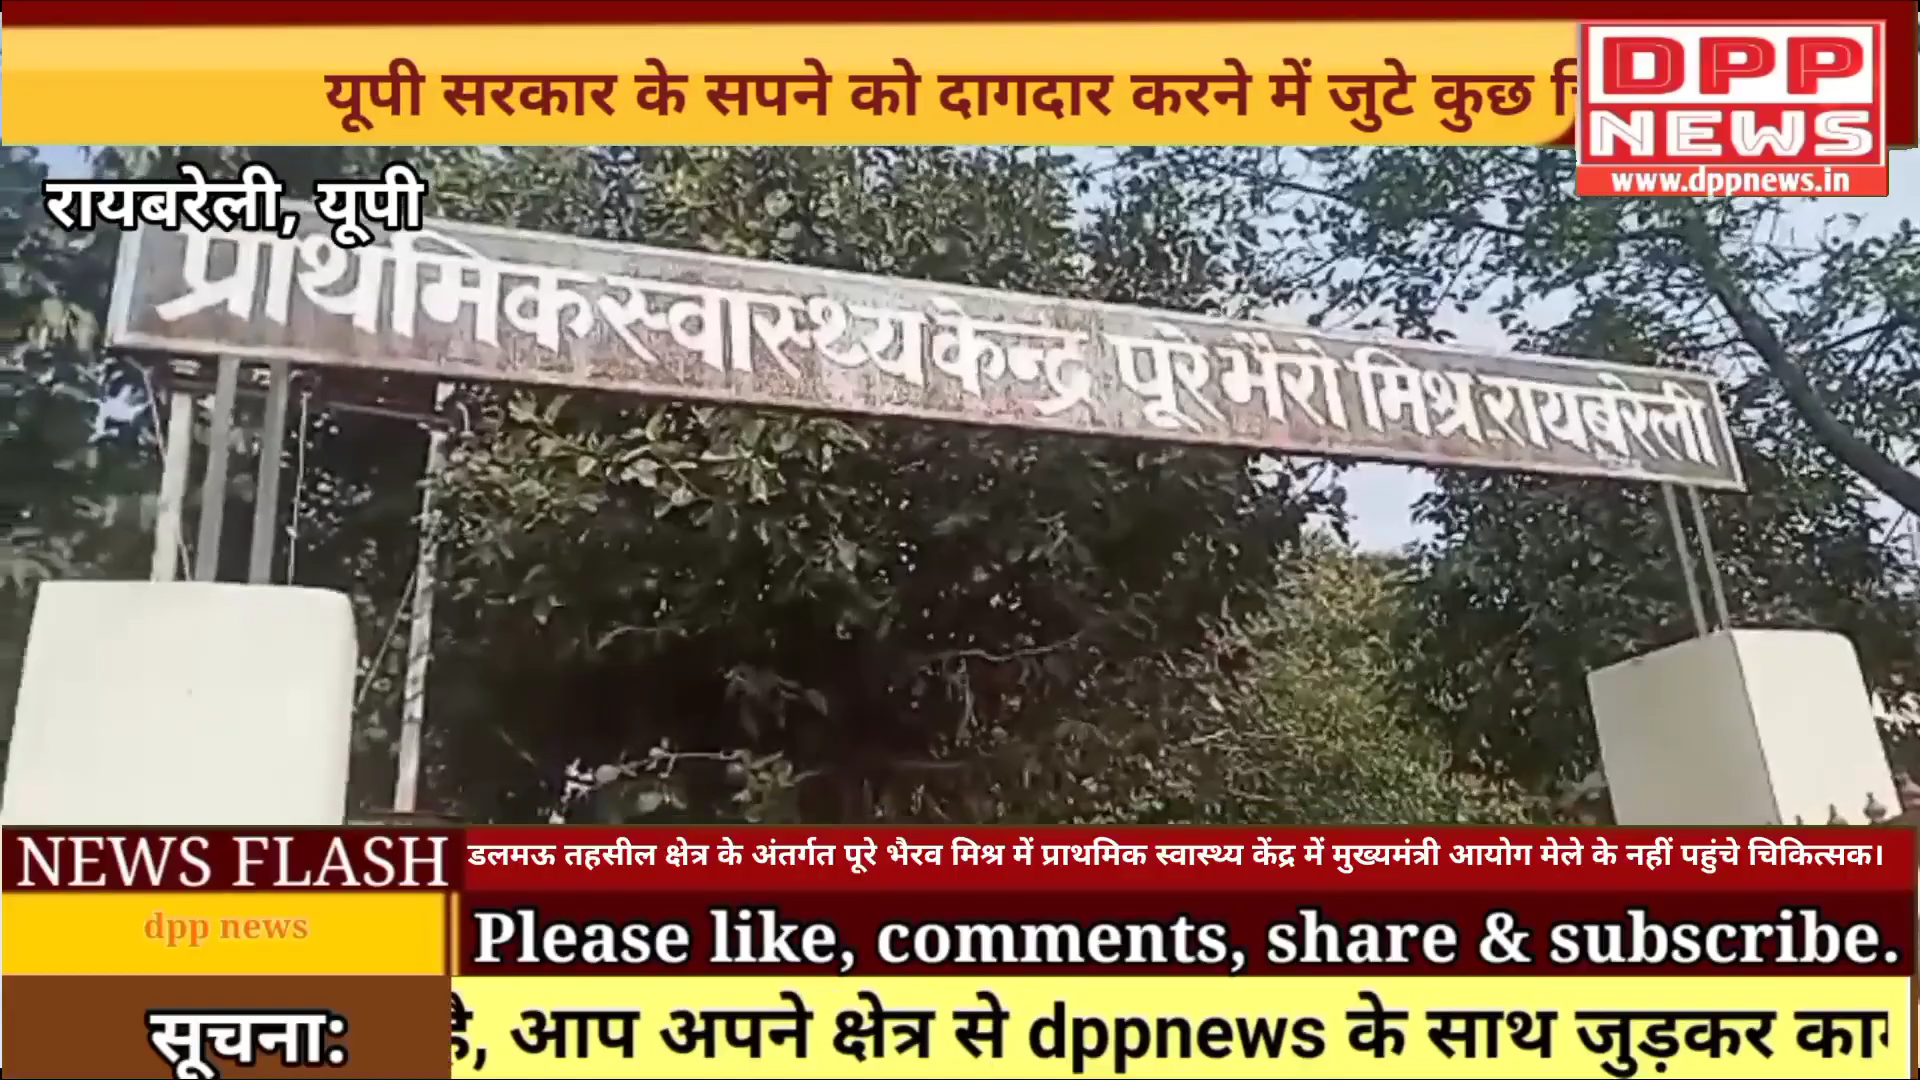 यूपी सरकार के सपने को दागदार करने में जुटे कुछ
DPP
NEWS
www.dppnews.in
रायबरेली, यूपी
प्राथमिक स्वास्थ्य केन्द्र पूरे भैरो मिश्र रायबरेली
NEWS FLASH
डलमऊ तहसील क्षेत्र के अंतर्गत पूरे भैरव मिश्र में प्राथमिक स्वास्थ्य केंद्र में मुख्यमंत्री आयोग मेले के नहीं पहुंचे चिकित्सक।
dpp news
Please like, comments, share & subscribe.
सूचना:
है, आप अपने क्षेत्र से dppnews के साथ जुड़कर